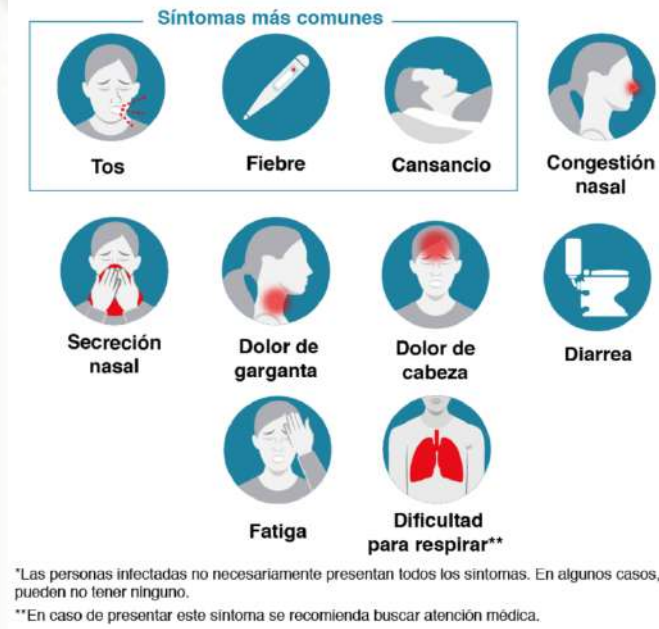 Síntomas más comunes
Tos
Fiebre
Cansancio
Congestión
nasal
Secreción
nasal
Dolor de
garganta
Dolor de
cabeza
Diarrea
Fatiga
Dificultad
para respirar**
*Las personas infectadas no necesariamente presentan todos los síntomas. En algunos casos,
pueden no tener ninguno.
**En caso de presentar este síntoma se recomienda buscar atención médica.